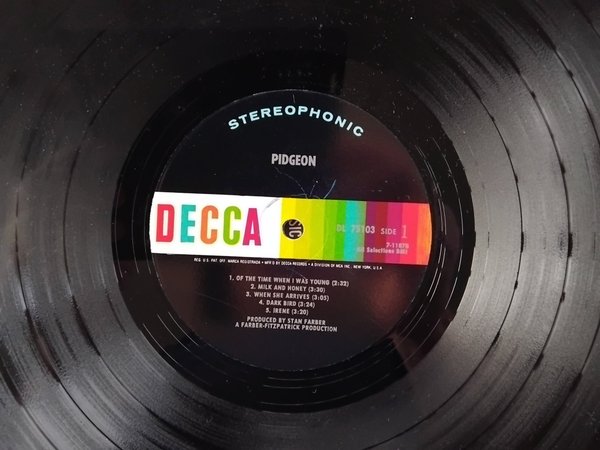 STEREOPHONIC
PIDGEON
DECCA
SIC
DL 75103 SIDE 1
7-11878
All Selections BMI
REG. U.S. PAT. OFF. MARCA REGISTRADA • MFR'D BY DECCA RECORDS • A DIVISION OF MCA INC., NEW YORK, U.S.A.
1. OF THE TIME WHEN I WAS YOUNG (2:32)
2. MILK AND HONEY (3:30)
3. WHEN SHE ARRIVES (3:05)
4. DARK BIRD (3:24)
5. IRENE (3:20)
PRODUCED BY STAN FARBER
A FARBER-FITZPATRICK PRODUCTION